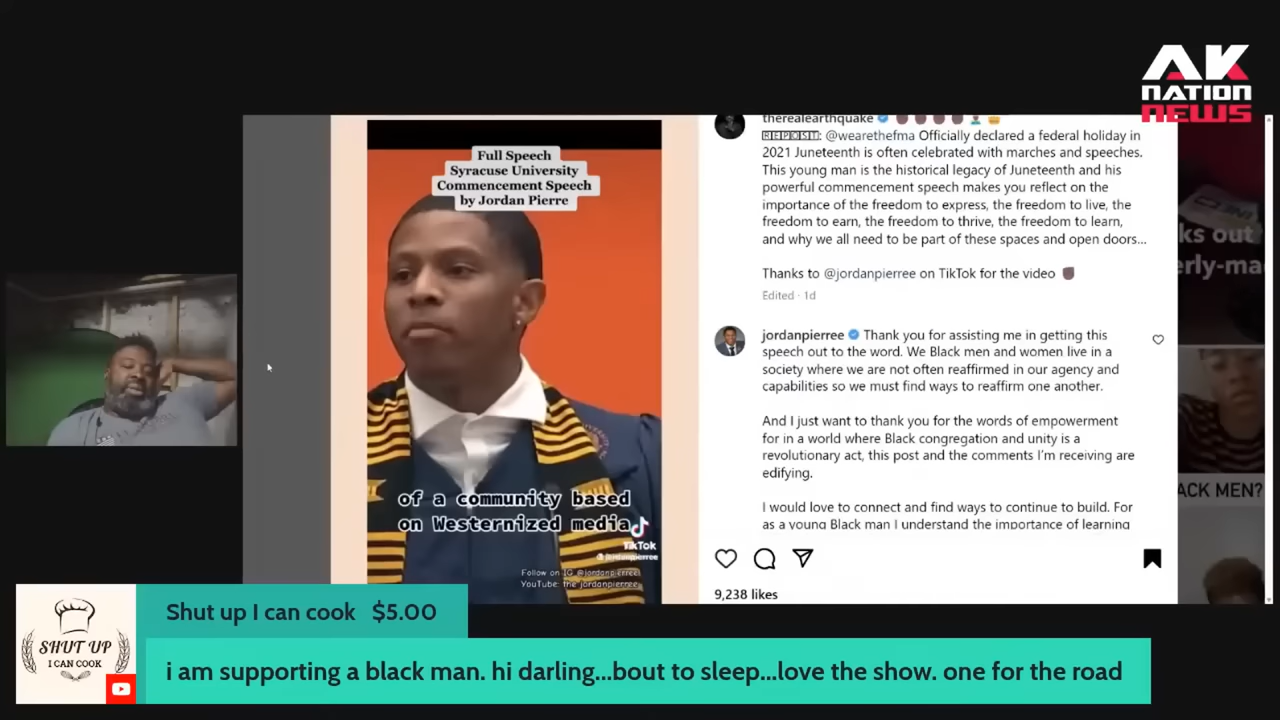 AK
NATION
NEWS
Full Speech
Syracuse University
Commencement Speech
by Jordan Pierre
of a community based
on Westernized media
TikTok
@jordanpierree
Follow on IG @jordanpierree
YouTube: the jordanpierree
therealearthquake
REPOST: @wearethefma Officially declared a federal holiday in
2021 Juneteenth is often celebrated with marches and speeches.
This young man is the historical legacy of Juneteenth and his
powerful commencement speech makes you reflect on the
importance of the freedom to express, the freedom to live, the
freedom to earn, the freedom to thrive, the freedom to learn,
and why we all need to be part of these spaces and open doors...
Thanks to @jordanpierree on TikTok for the video
Edited · 1d
jordanpierree Thank you for assisting me in getting this
speech out to the word. We Black men and women live in a
society where we are not often reaffirmed in our agency and
capabilities so we must find ways to reaffirm one another.
And I just want to thank you for the words of empowerment
for in a world where Black congregation and unity is a
revolutionary act, this post and the comments I'm receiving are
edifying.
I would love to connect and find ways to continue to build. For
as a young Black man I understand the importance of learning
9,238 likes
ks out
erly-ma
ACK MEN?
SHUT UP
I CAN COOK
Shut up I can cook $5.00
i am supporting a black man. hi darling...bout to sleep...love the show. one for the road